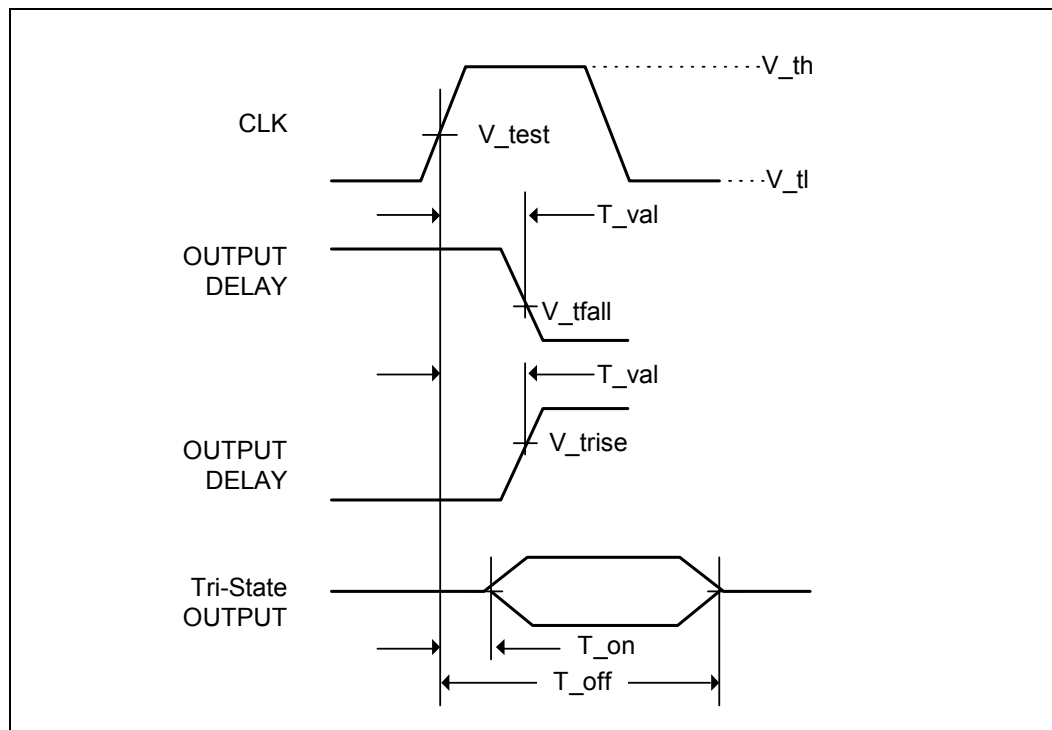 V_th
CLK
V_test
V_tl
T_val
OUTPUT
DELAY
V_tfall
T_val
OUTPUT
DELAY
V_trise
Tri-State
OUTPUT
T_on
T_off